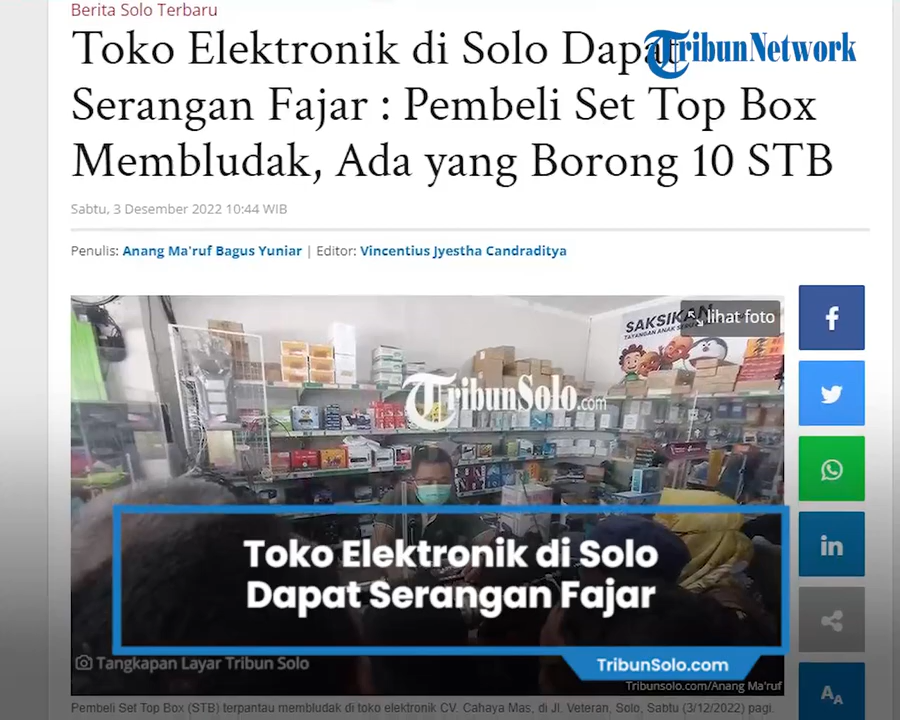 Berita Solo Terbaru
Toko Elektronik di Solo Dapat
TribunNetwork
Serangan Fajar : Pembeli Set Top Box
Membludak, Ada yang Borong 10 STB
Sabtu, 3 Desember 2022 10:44 WIB
Penulis: Anang Ma'ruf Bagus Yuniar | Editor: Vincentius Jyestha Candraditya
lihat foto
SAKSIKAN
TribunSolo.com
Toko Elektronik di Solo
Dapat Serangan Fajar
Tangkapan Layar Tribun Solo
TribunSolo.com
Tribunsolo.com/Anang Ma'ruf
AA
Pembeli Set Top Box (STB) terpantau membludak di toko elektronik CV. Cahaya Mas, di Jl. Veteran, Solo, Sabtu (3/12/2022) pagi.